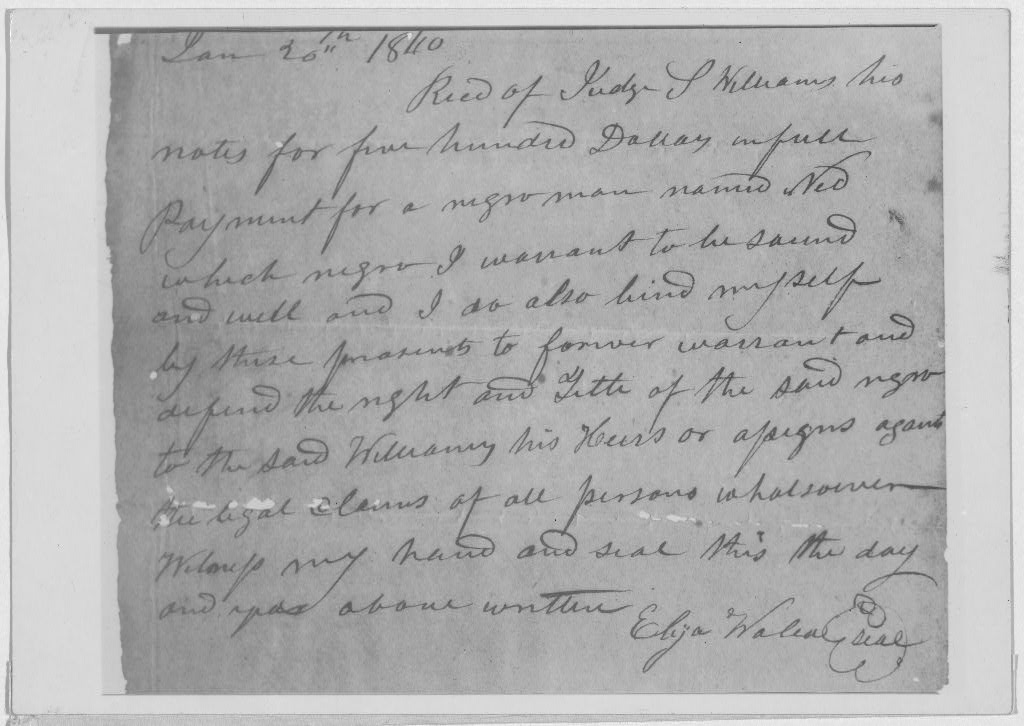 Jan 20th 1840
Recd of Judge S Williams his
notes for five hundred Dollars in full
Payment for a negro man named Ned
which negro I warrant to be sound
and well and I do also bind myself
by these presents to forever warrant and
defend the right and Title of the said negro
to the said Williams his Heirs or assigns against
the legal claims of all persons whatsoever
Witness my hand and seal this the day
and year above written
Elija (seal)